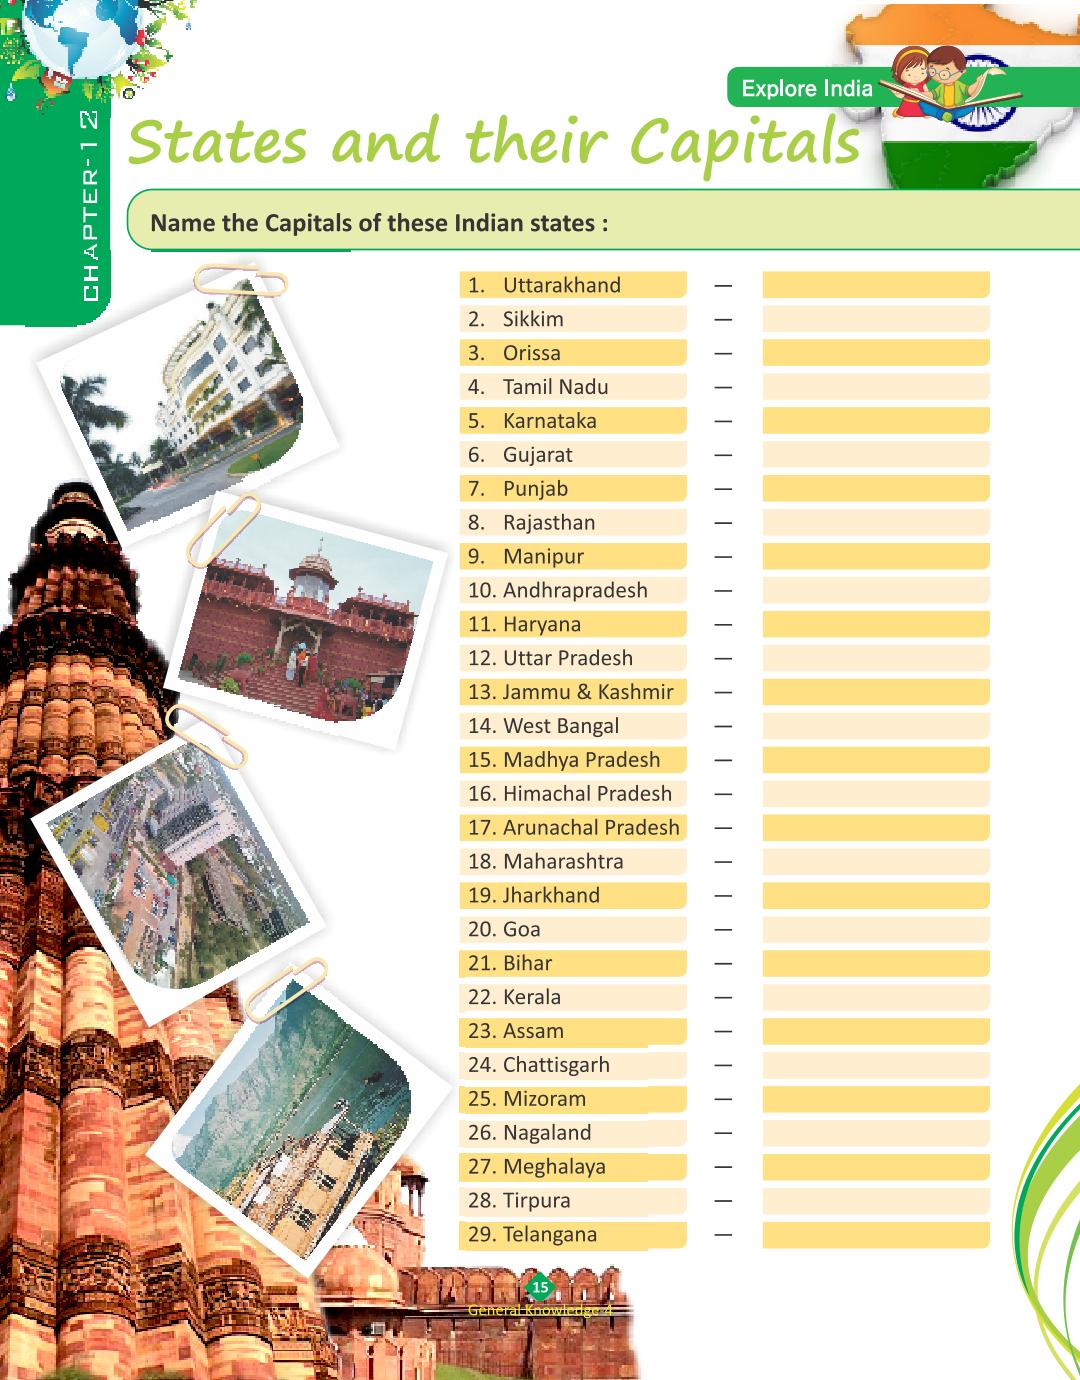 CHAPTER-12
Explore India
States and their Capitals
Name the Capitals of these Indian states :
1. Uttarakhand —
2. Sikkim —
3. Orissa —
4. Tamil Nadu —
5. Karnataka —
6. Gujarat —
7. Punjab —
8. Rajasthan —
9. Manipur —
10. Andhrapradesh —
11. Haryana —
12. Uttar Pradesh —
13. Jammu & Kashmir —
14. West Bangal —
15. Madhya Pradesh —
16. Himachal Pradesh —
17. Arunachal Pradesh —
18. Maharashtra —
19. Jharkhand —
20. Goa —
21. Bihar —
22. Kerala —
23. Assam —
24. Chattisgarh —
25. Mizoram —
26. Nagaland —
27. Meghalaya —
28. Tirpura —
29. Telangana —
15
General Knowledge-4